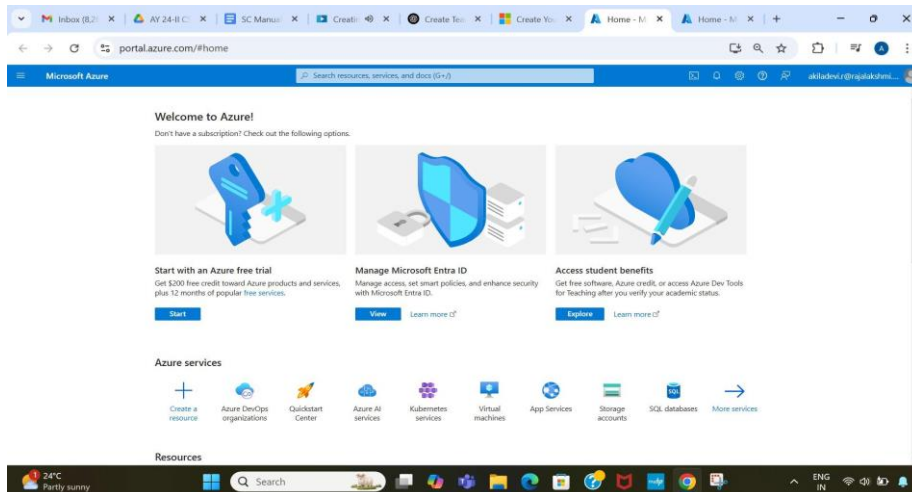 Inbox (8,2
AY 24-II C
SC Manua
Creatin
Create Tea
Create You
Home - M
Home - M
portal.azure.com/#home
Microsoft Azure
Search resources, services, and docs (G+/)
akiladevi.r@rajalakshmi...
Welcome to Azure!
Don't have a subscription? Check out the following options.
Start with an Azure free trial
Get $200 free credit toward Azure products and services,
plus 12 months of popular free services.
Start
Manage Microsoft Entra ID
Manage access, set smart policies, and enhance security
with Microsoft Entra ID.
View Learn more
Access student benefits
Get free software, Azure credit, or access Azure Dev Tools
for Teaching after you verify your academic status.
Explore Learn more
Azure services
Create a
resource
Azure DevOps
organizations
Quickstart
Center
Azure AI
services
Kubernetes
services
Virtual
machines
App Services
Storage
accounts
SQL
SQL databases
More services
Resources
1
24°C
Partly sunny
Search
ENG
IN